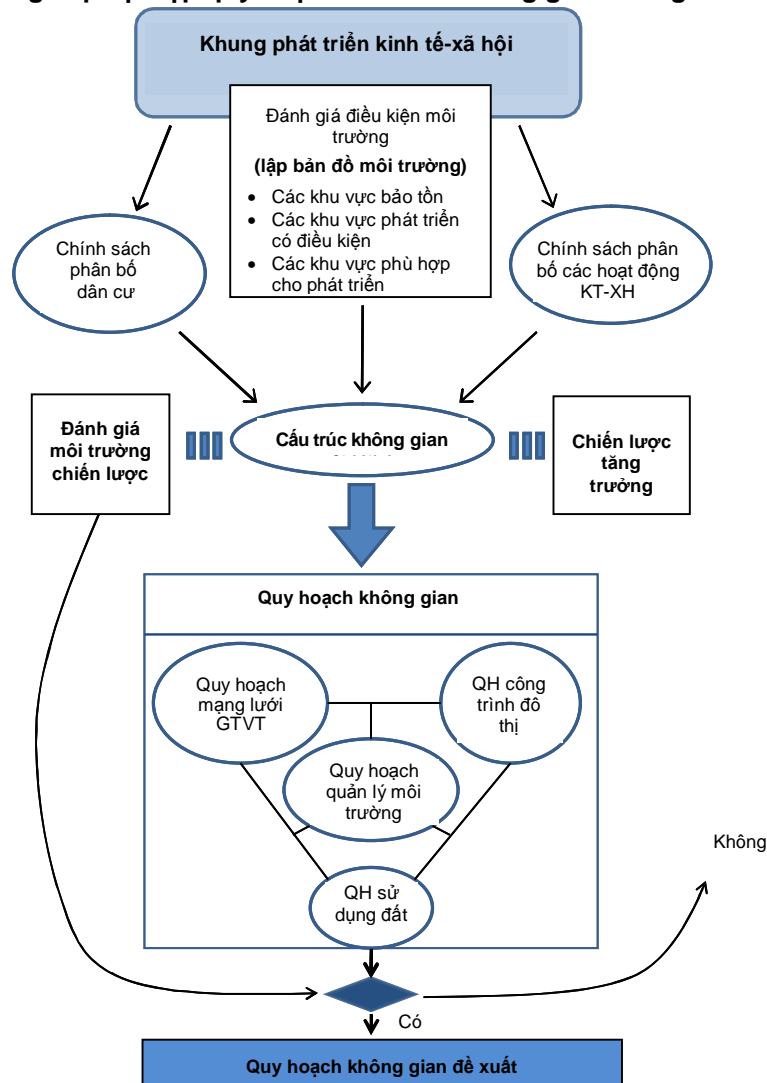 Khung phát triển kinh tế-xã hội
Đánh giá điều kiện môi
trường
(lập bản đồ môi trường)
• Các khu vực bảo tồn
• Các khu vực phát triển
có điều kiện
• Các khu vực phù hợp
cho phát triển
Chính sách
phân bố
dân cư
Chính sách phân
bố các hoạt động
KT-XH
Đánh giá
môi trường
chiến lược
Cấu trúc không gian
Chiến lược
tăng
trưởng
Quy hoạch không gian
Quy hoạch
mạng lưới
GTVT
QH công
trình đô
thị
Quy hoạch
quản lý môi
trường
QH sử
dụng đất
Không
Có
Quy hoạch không gian đề xuất